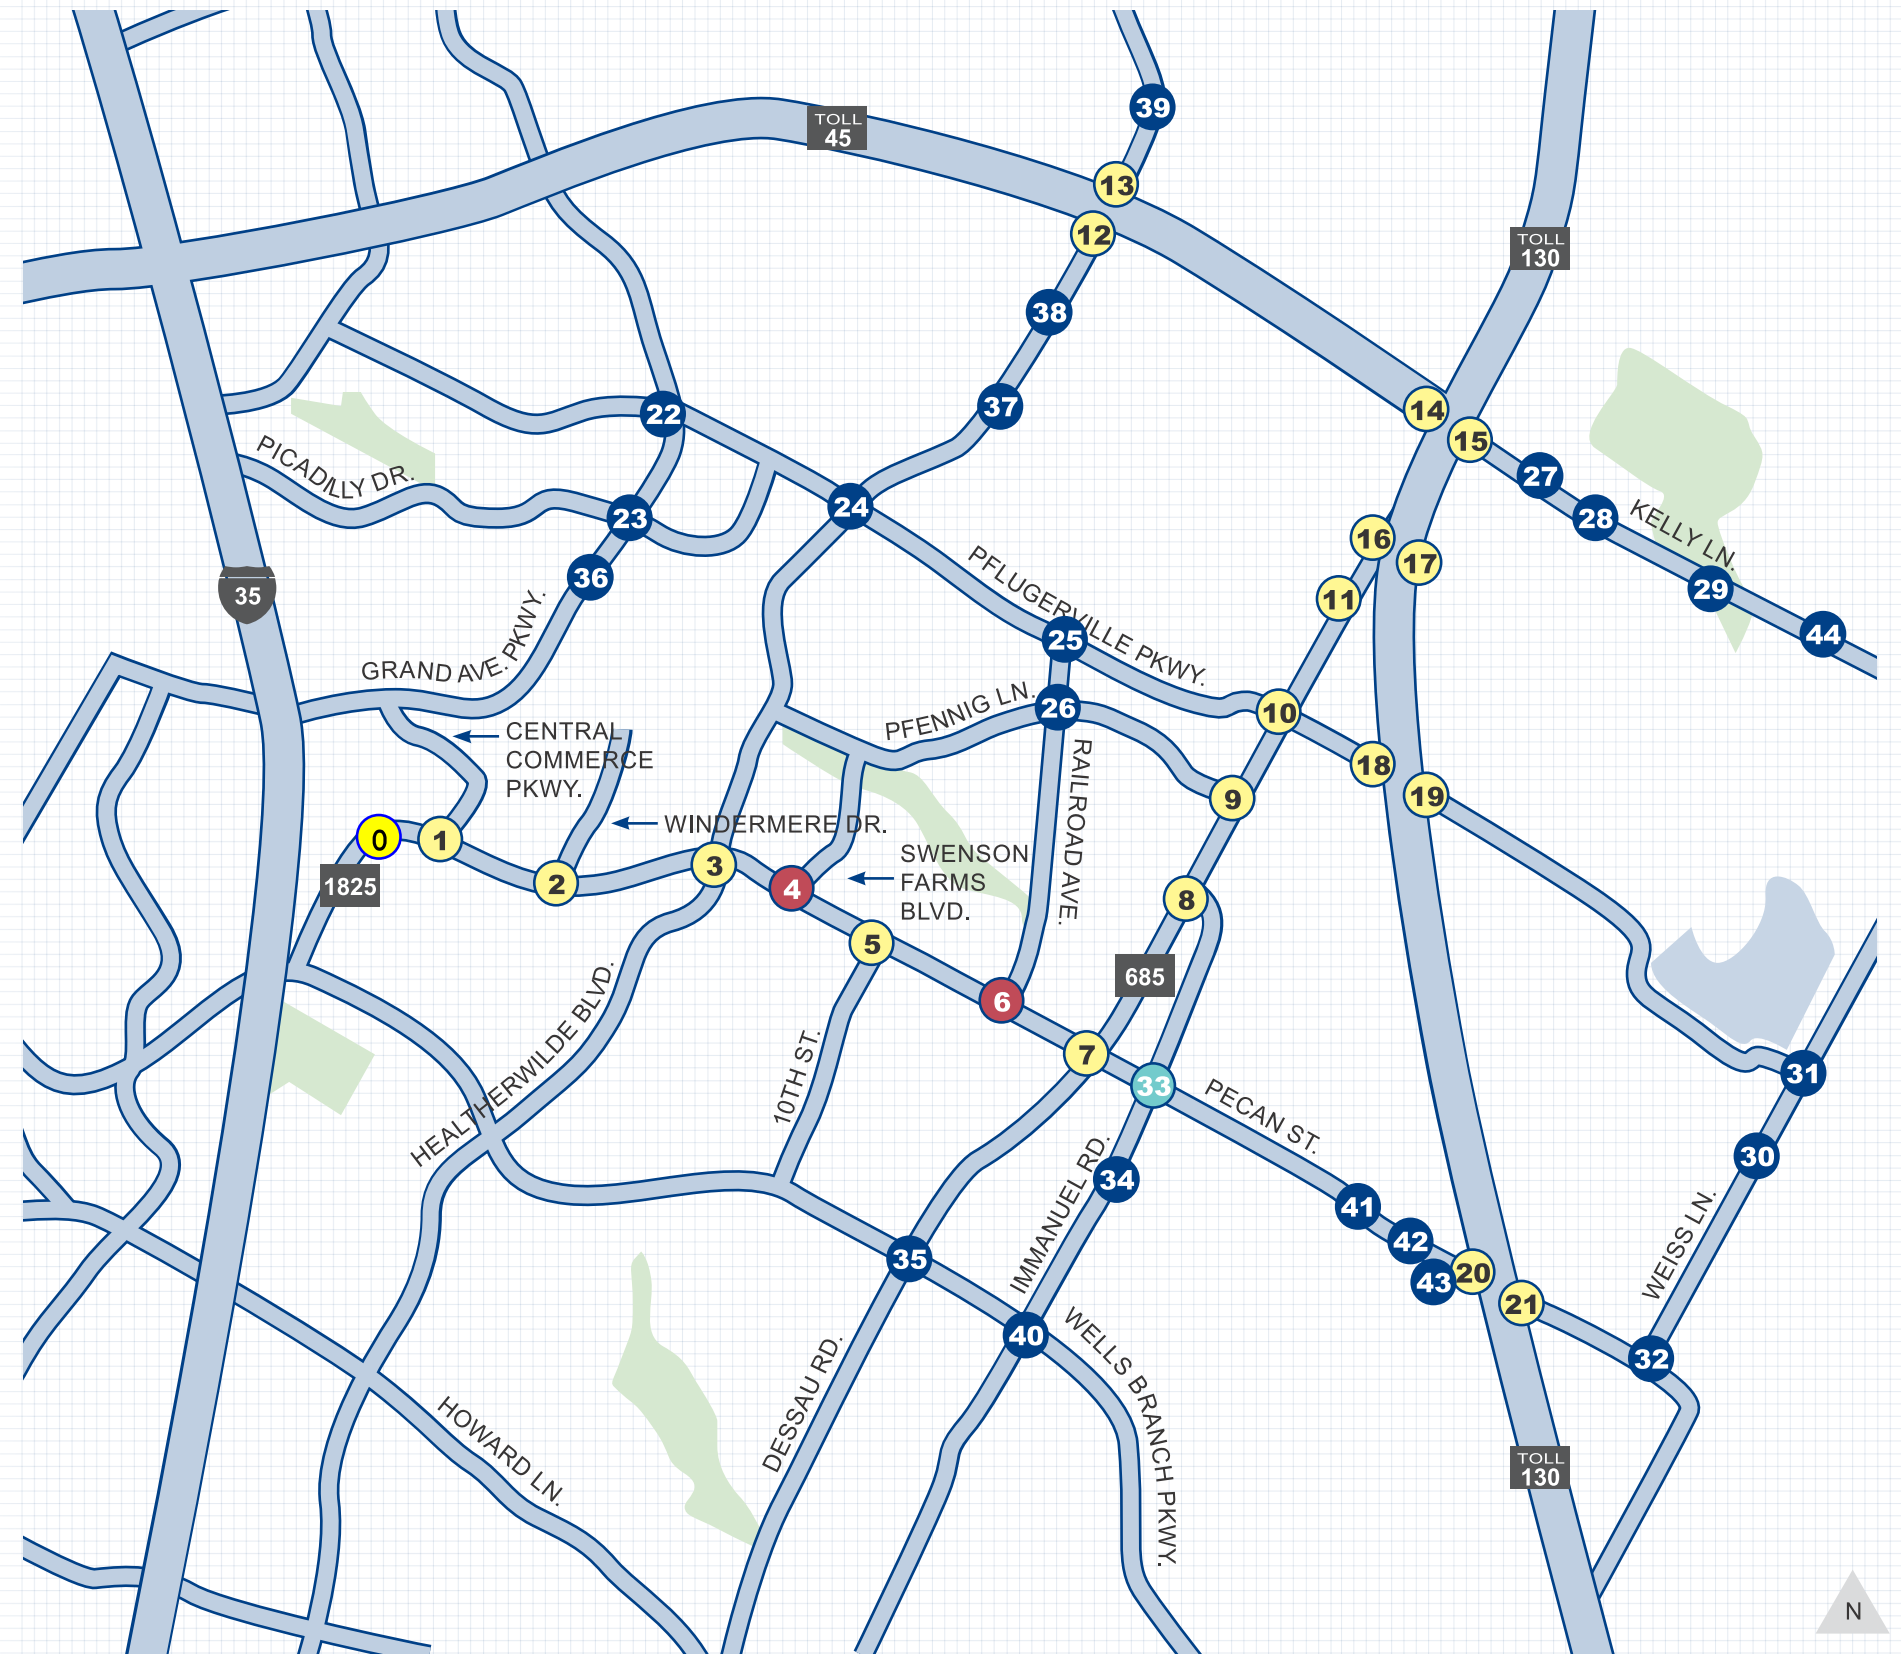 39
TOLL
45
13
12
TOLL
130
38
37
14
22
15
24
27
28
KELLY LN.
PICADILLY DR.
23
16
17
36
11
29
35
44
PFLUGERVILLE PKWY.
25
GRAND AVE. PKWY.
PFENNIG LN.
26
10
CENTRAL
COMMERCE
PKWY.
18
19
9
RAILROAD AVE.
0
1
WINDERMERE DR.
1825
2
3
4
SWENSON
FARMS
BLVD.
8
5
685
6
7
33
31
HEALTHERWILDE BLVD.
10TH ST.
PECAN ST.
30
IMMANUEL RD.
34
41
42
43
20
21
WEISS LN.
35
40
32
WELLS BRANCH PKWY.
DESSAU RD.
HOWARD LN.
TOLL
130
N